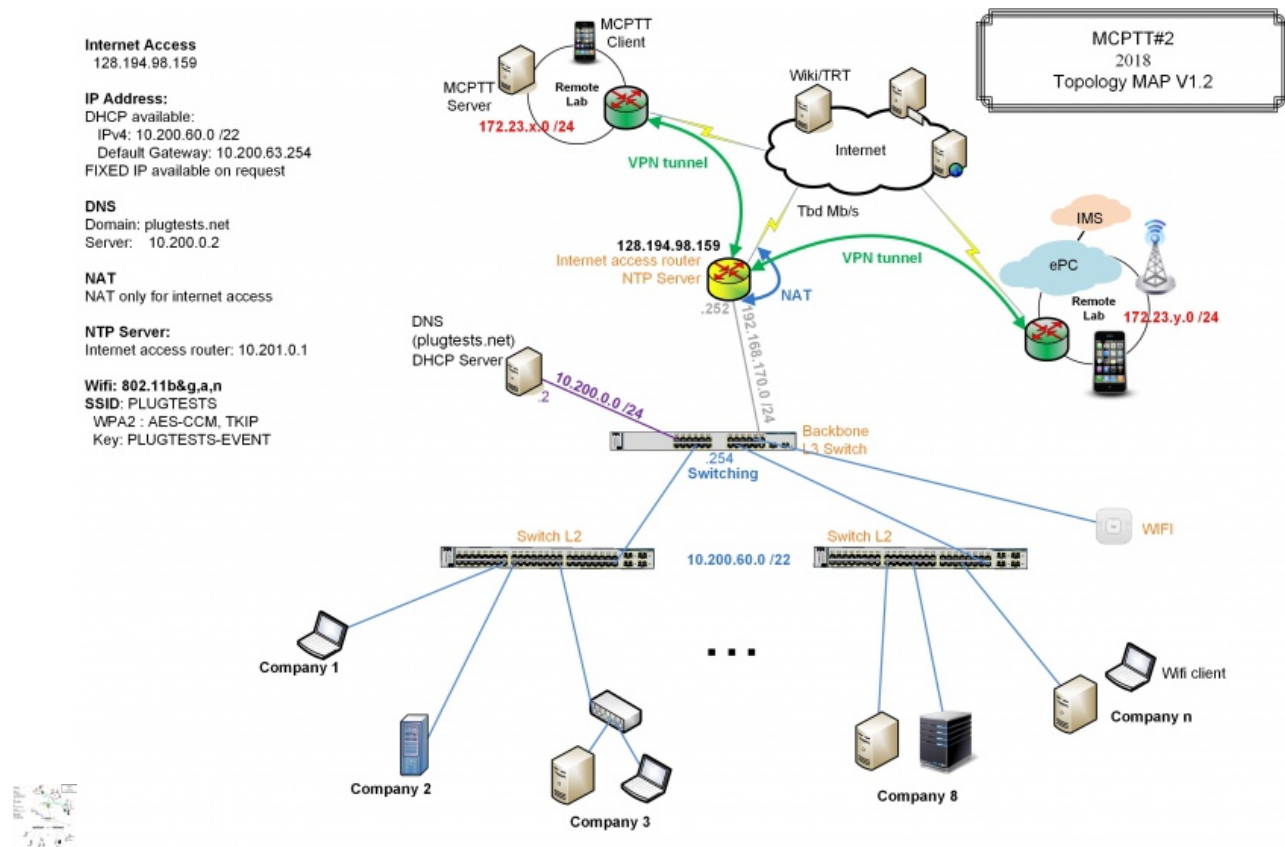 Internet Access
128.194.98.159
IP Address:
DHCP available:
IPv4: 10.200.60.0 /22
Default Gateway: 10.200.63.254
FIXED IP available on request
DNS
Domain: plugtests.net
Server: 10.200.0.2
NAT
NAT only for internet access
NTP Server:
Internet access router: 10.201.0.1
Wifi: 802.11b&g,a,n
SSID: PLUGTESTS
WPA2 : AES-CCM, TKIP
Key: PLUGTESTS-EVENT
MCPTT#2
2018
Topology MAP V1.2
MCPTT
Client
MCPTT
Server
Remote
Lab
172.23.x.0 /24
Wiki/TRT
Internet
VPN tunnel
Tbd Mb/s
128.194.98.159
Internet access router
NTP Server
VPN tunnel
NAT
.252
192.168.170.0 /24
IMS
ePC
Remote
Lab
172.23.y.0 /24
DNS
(plugtests.net)
DHCP Server
.2
10.200.0.0 /24
Backbone
L3 Switch
.254
Switching
WIFI
Switch L2
10.200.60.0 /22
Switch L2
...
Company 1
Company 2
Company 3
Company 8
Wifi client
Company n